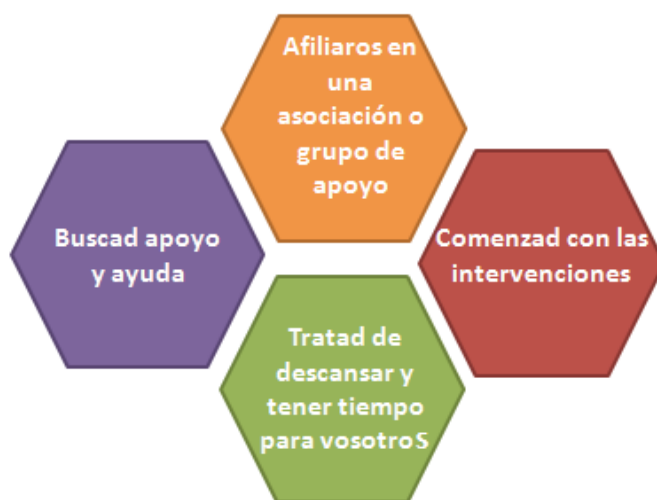 Afiliaros en
una
asociación o
grupo de
apoyo
Buscad apoyo
y ayuda
Comenzad con las
intervenciones
Tratad de
descansar y
tener tiempo
para vosotroS